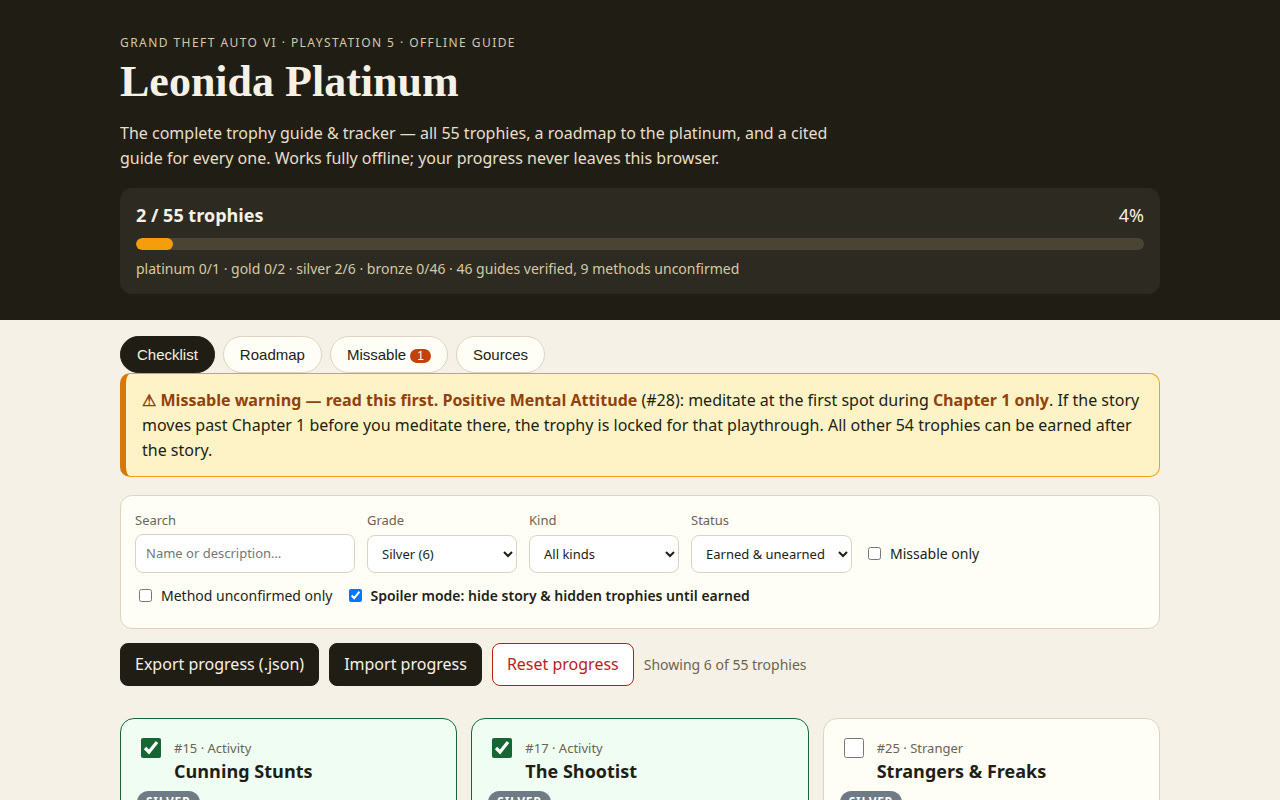 GRAND THEFT AUTO VI · PLAYSTATION 5 · OFFLINE GUIDE
Leonida Platinum
The complete trophy guide & tracker — all 55 trophies, a roadmap to the platinum, and a cited
guide for every one. Works fully offline; your progress never leaves this browser.
2 / 55 trophies 4%
platinum 0/1 · gold 0/2 · silver 2/6 · bronze 0/46 · 46 guides verified, 9 methods unconfirmed
Checklist Roadmap Missable 1 Sources
⚠ Missable warning — read this first. Positive Mental Attitude (#28): meditate at the first spot during Chapter 1 only. If the story
moves past Chapter 1 before you meditate there, the trophy is locked for that playthrough. All other 54 trophies can be earned after
the story.
Search Grade Kind Status
Name or description... Silver (6) All kinds Earned & unearned Missable only
Method unconfirmed only Spoiler mode: hide story & hidden trophies until earned
Export progress (.json) Import progress Reset progress Showing 6 of 55 trophies
#15 · Activity #17 · Activity #25 · Stranger
Cunning Stunts The Shootist Strangers & Freaks
SILVER SILVER SILVER